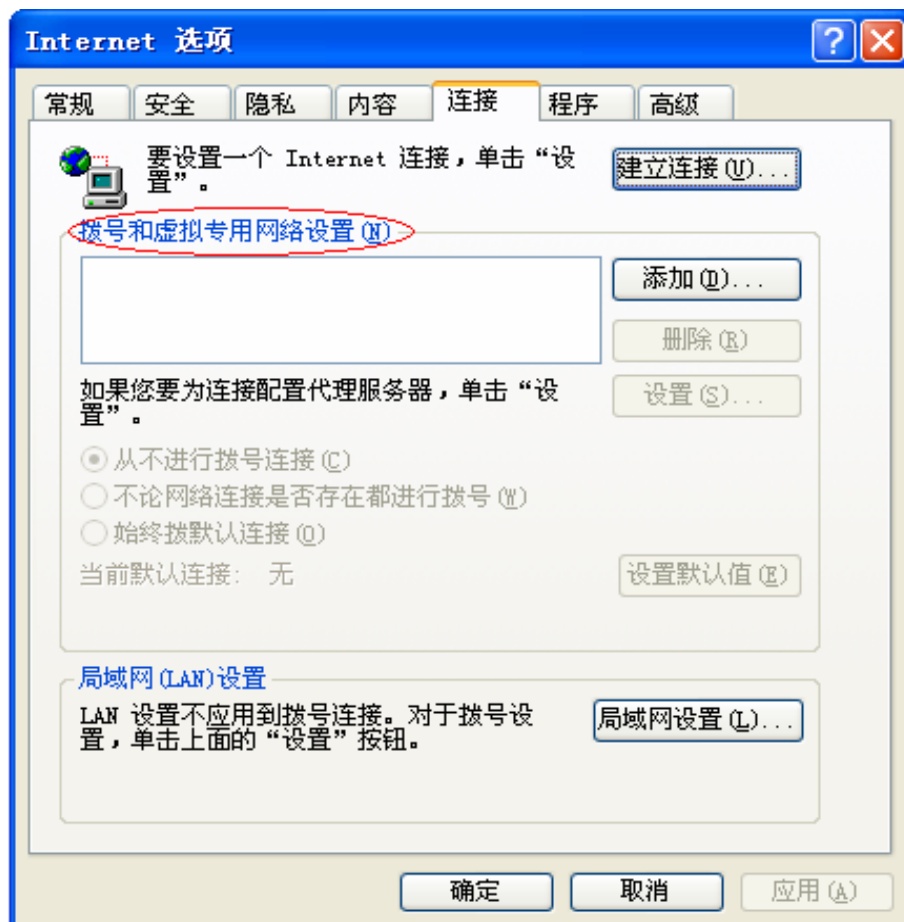 Internet 选项
常规 安全 隐私 内容 连接 程序 高级
要设置一个 Internet 连接，单击“设
置”。
建立连接(U)...
拨号和虚拟专用网络设置(N)
添加(D)...
删除(R)
如果您要为连接配置代理服务器，单击“设
置”。
设置(S)...
从不进行拨号连接(C)
不论网络连接是否存在都进行拨号(W)
始终拨默认连接(O)
当前默认连接: 无
设置默认值(E)
局域网(LAN)设置
LAN 设置不应用到拨号连接。对于拨号设
置，单击上面的“设置”按钮。
局域网设置(L)...
确定 取消 应用(A)